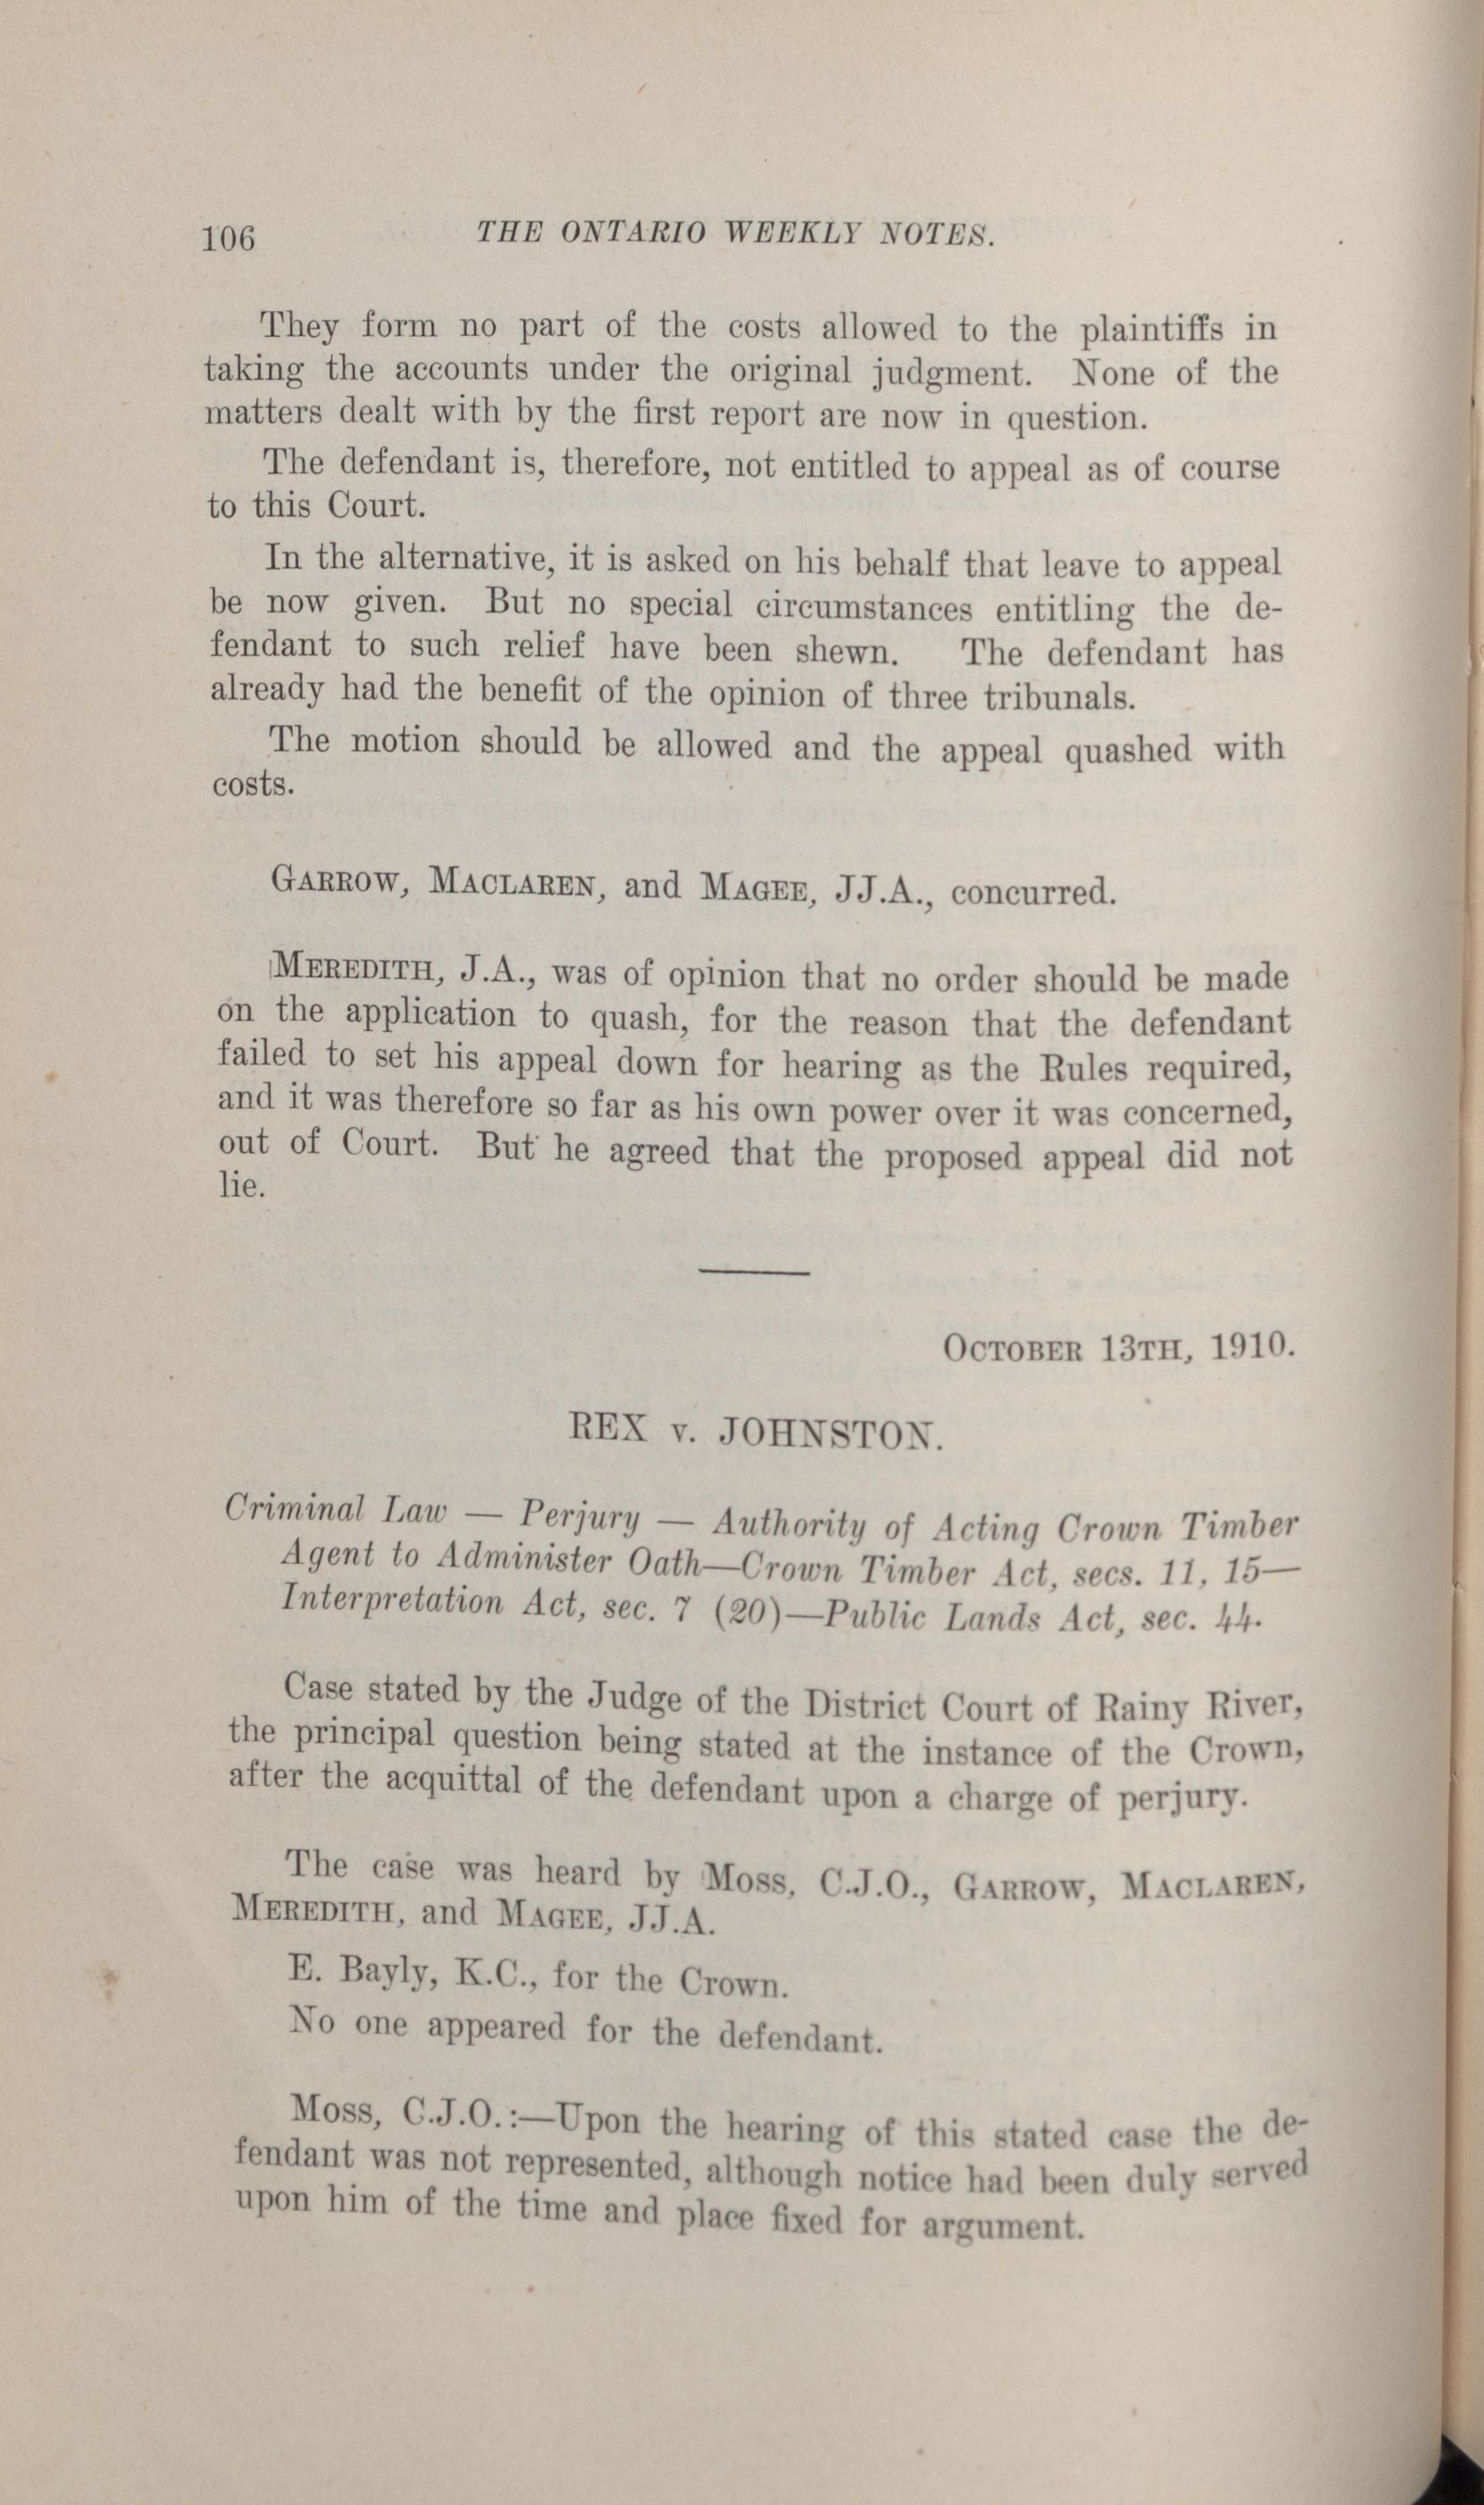 106 THE ONTARIO WEEKLY NOTES.
They form no part of the costs allowed to the plaintiffs in
taking the accounts under the original judgment. None of the
matters dealt with by the first report are now in question.
The defendant is, therefore, not entitled to appeal as of course
to this Court.
In the alternative, it is asked on his behalf that leave to appeal
be now given. But no special circumstances entitling the de-
fendant to such relief have been shewn. The defendant has
already had the benefit of the opinion of three tribunals.
The motion should be allowed and the appeal quashed with
costs.
GARROW, MACLAREN, and MAGEE, JJ.A., concurred.
MEREDITH, J.A., was of opinion that no order should be made
on the application to quash, for the reason that the defendant
failed to set his appeal down for hearing as the Rules required,
and it was therefore so far as his own power over it was concerned,
out of Court. But he agreed that the proposed appeal did not
lie.
OCTOBER 13TH, 1910.
REX v. JOHNSTON.
Criminal Law — Perjury — Authority of Acting Crown Timber
Agent to Administer Oath—Crown Timber Act, secs. 11, 15—
Interpretation Act, sec. 7 (20)—Public Lands Act, sec. 44.
Case stated by the Judge of the District Court of Rainy River,
the principal question being stated at the instance of the Crown,
after the acquittal of the defendant upon a charge of perjury.
The case was heard by MOSS, C.J.O., GARROW, MACLAREN,
MEREDITH, and MAGEE, JJ.A.
E. Bayly, K.C., for the Crown.
No one appeared for the defendant.
MOSS, C.J.O.:—Upon the hearing of this stated case the de-
fendant was not represented, although notice had been duly served
upon him of the time and place fixed for argument.